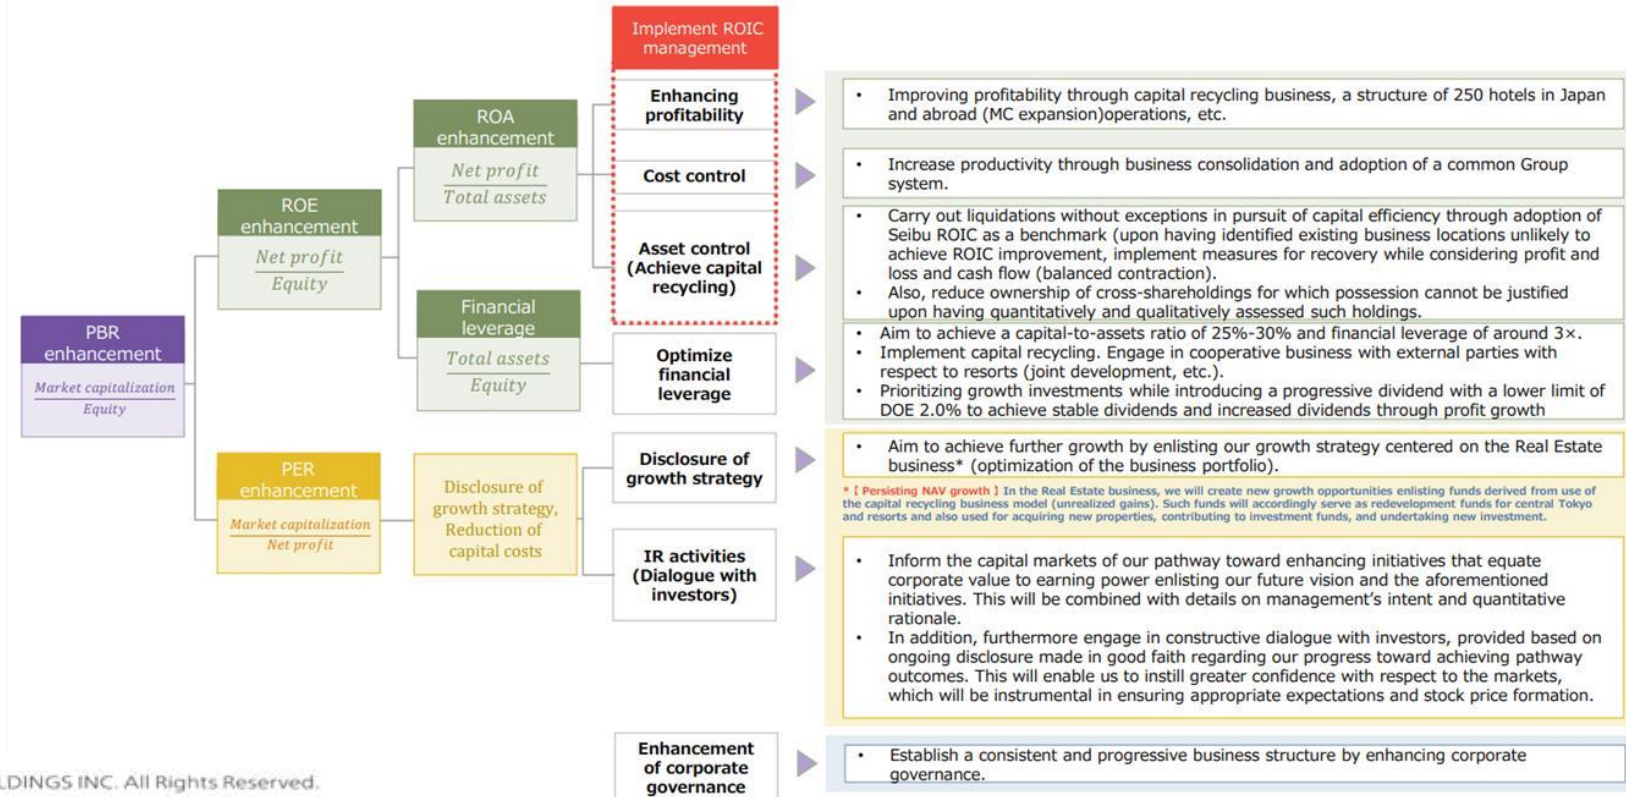 Implement ROIC
management
Enhancing
profitability
• Improving profitability through capital recycling business, a structure of 250 hotels in Japan
and abroad (MC expansion)operations, etc.
ROA
enhancement
Net profit
Total assets
Cost control
• Increase productivity through business consolidation and adoption of a common Group
system.
ROE
enhancement
Net profit
Equity
Asset control
(Achieve capital
recycling)
• Carry out liquidations without exceptions in pursuit of capital efficiency through adoption of
Seibu ROIC as a benchmark (upon having identified existing business locations unlikely to
achieve ROIC improvement, implement measures for recovery while considering profit and
loss and cash flow (balanced contraction).
• Also, reduce ownership of cross-shareholdings for which possession cannot be justified
upon having quantitatively and qualitatively assessed such holdings.
Financial
leverage
Total assets
Equity
PBR
enhancement
Market capitalization
Equity
Optimize
financial
leverage
• Aim to achieve a capital-to-assets ratio of 25%-30% and financial leverage of around 3×.
• Implement capital recycling. Engage in cooperative business with external parties with
respect to resorts (joint development, etc.).
• Prioritizing growth investments while introducing a progressive dividend with a lower limit of
DOE 2.0% to achieve stable dividends and increased dividends through profit growth
PER
enhancement
Market capitalization
Net profit
Disclosure of
growth strategy,
Reduction of
capital costs
Disclosure of
growth strategy
• Aim to achieve further growth by enlisting our growth strategy centered on the Real Estate
business* (optimization of the business portfolio).
*【 Persisting NAV growth 】In the Real Estate business, we will create new growth opportunities enlisting funds derived from use of
the capital recycling business model (unrealized gains). Such funds will accordingly serve as redevelopment funds for central Tokyo
and resorts and also used for acquiring new properties, contributing to investment funds, and undertaking new investment.
IR activities
(Dialogue with
investors)
• Inform the capital markets of our pathway toward enhancing initiatives that equate
corporate value to earning power enlisting our future vision and the aforementioned
initiatives. This will be combined with details on management's intent and quantitative
rationale.
• In addition, furthermore engage in constructive dialogue with investors, provided based on
ongoing disclosure made in good faith regarding our progress toward achieving pathway
outcomes. This will enable us to instill greater confidence with respect to the markets,
which will be instrumental in ensuring appropriate expectations and stock price formation.
Enhancement
of corporate
governance
• Establish a consistent and progressive business structure by enhancing corporate
governance.
LDINGS INC. All Rights Reserved.